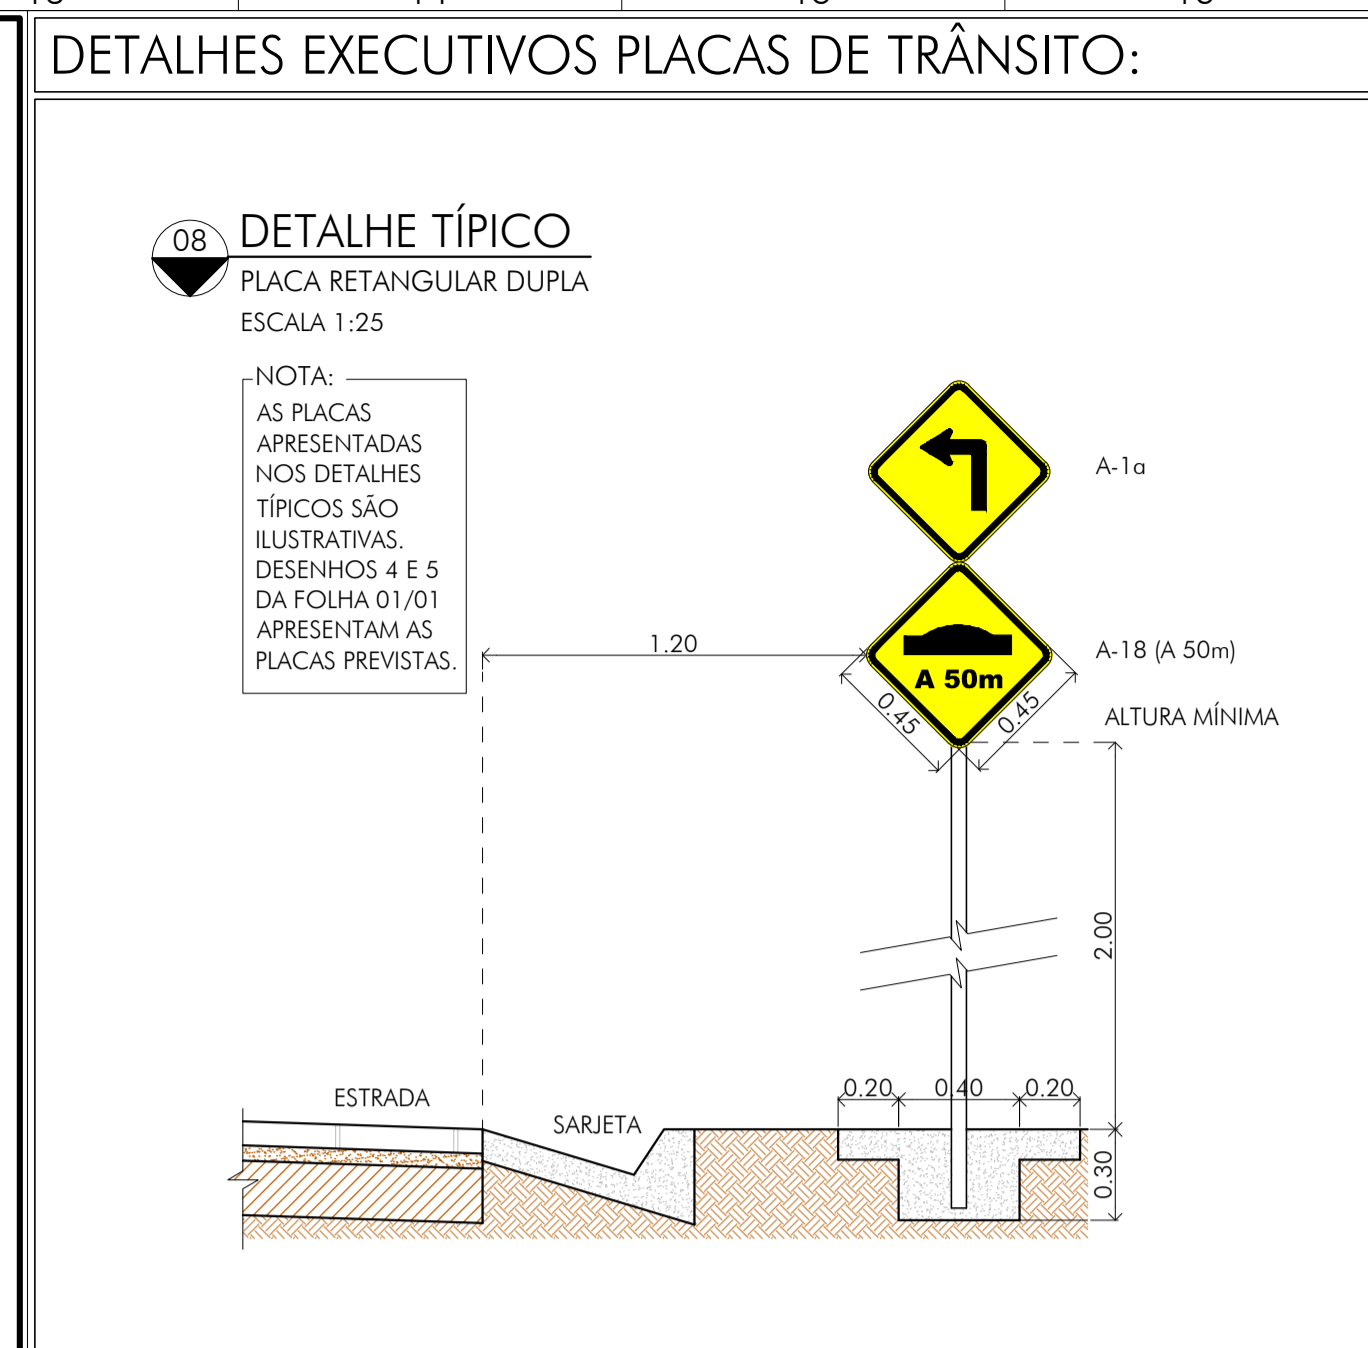 DETALHES EXECUTIVOS PLACAS DE TRÂNSITO:
08
DETALHE TÍPICO
PLACA RETANGULAR DUPLA
ESCALA 1:25
NOTA:
AS PLACAS
APRESENTADAS
NOS DETALHES
TÍPICOS SÃO
ILUSTRATIVAS.
DESENHOS 4 E 5
DA FOLHA 01/01
APRESENTAM AS
PLACAS PREVISTAS.
A-1a
1.20
A 50m
A-18 (A 50m)
0.45
0.45
ALTURA MÍNIMA
2.00
ESTRADA
SARJETA
0.20
0.40
0.20
0.30